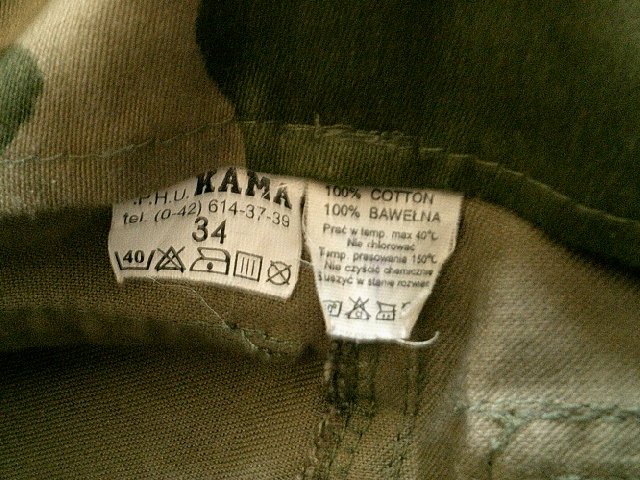 P.H.U. KAMA
tel. (0-42) 614-37-39
34
40
100% COTTON
100% BAWEŁNA
Prać w temp. max 40°C
Nie chlorować
Temp. prasowania 150°C
Nie czyścić chemicznie
suszyć w stanie rozwie